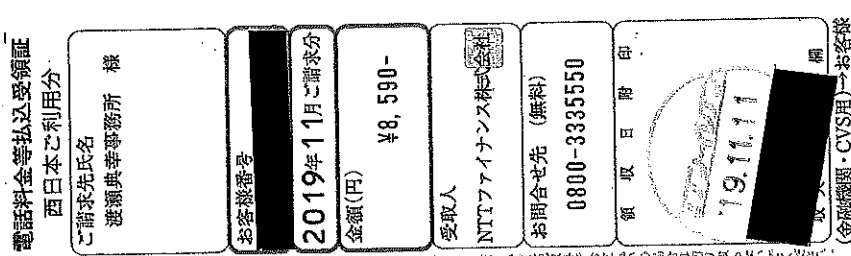 電話料金等払込受領証
西日本ご利用分
ご請求先氏名
渡瀬典幸事務所 様
お客様番号
2019年11月ご請求分
金額(円)
¥8,590-
受取人
NTTファイナンス株式会社
お問合せ先 (無料)
0800-3335550
領収日附印
'19.11.11
欄
(金融機関・CVS用)→お客様